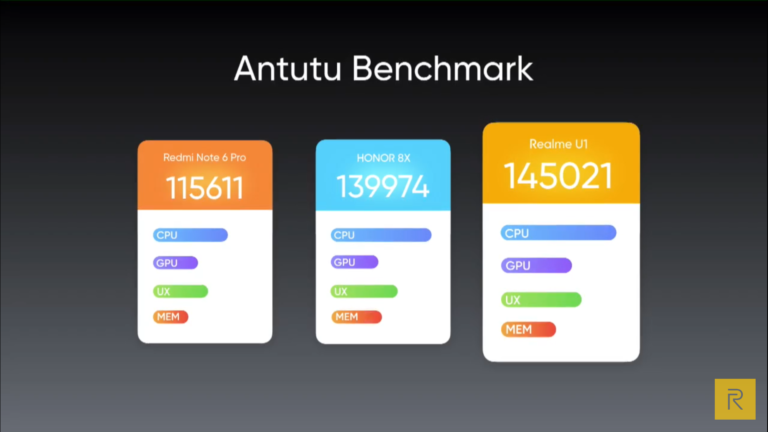 Antutu Benchmark
Redmi Note 6 Pro
115611
CPU
GPU
UX
MEM
HONOR 8X
139974
CPU
GPU
UX
MEM
Realme U1
145021
CPU
GPU
UX
MEM
R